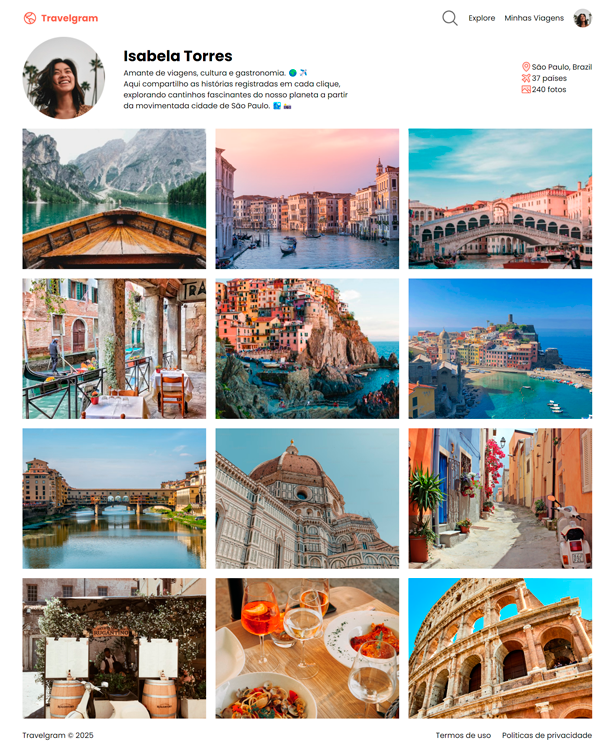 Travelgram
Explore
Minhas Viagens
Isabela Torres
Amante de viagens, cultura e gastronomia.
Aqui compartilho as histórias registradas em cada clique,
explorando cantinhos fascinantes do nosso planeta a partir
da movimentada cidade de São Paulo.
São Paulo, Brazil
37 países
240 fotos
TRA
BERGANTINO
Travelgram © 2025
Termos de uso
Políticas de privacidade